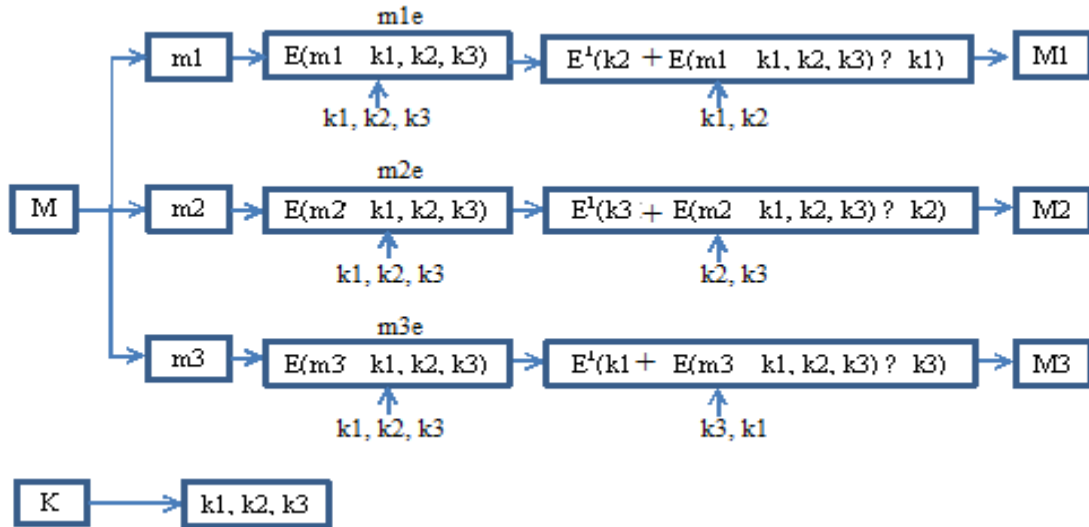 m1e
M
m1
E(m1 k1, k2, k3)
E¹(k2 + E(m1 k1, k2, k3) ? k1)
M1
k1, k2, k3
k1, k2
m2e
m2
E(m2 k1, k2, k3)
E¹(k3 + E(m2 k1, k2, k3) ? k2)
M2
k1, k2, k3
k2, k3
m3e
m3
E(m3 k1, k2, k3)
E¹(k1 + E(m3 k1, k2, k3) ? k3)
M3
k1, k2, k3
k3, k1
K
k1, k2, k3